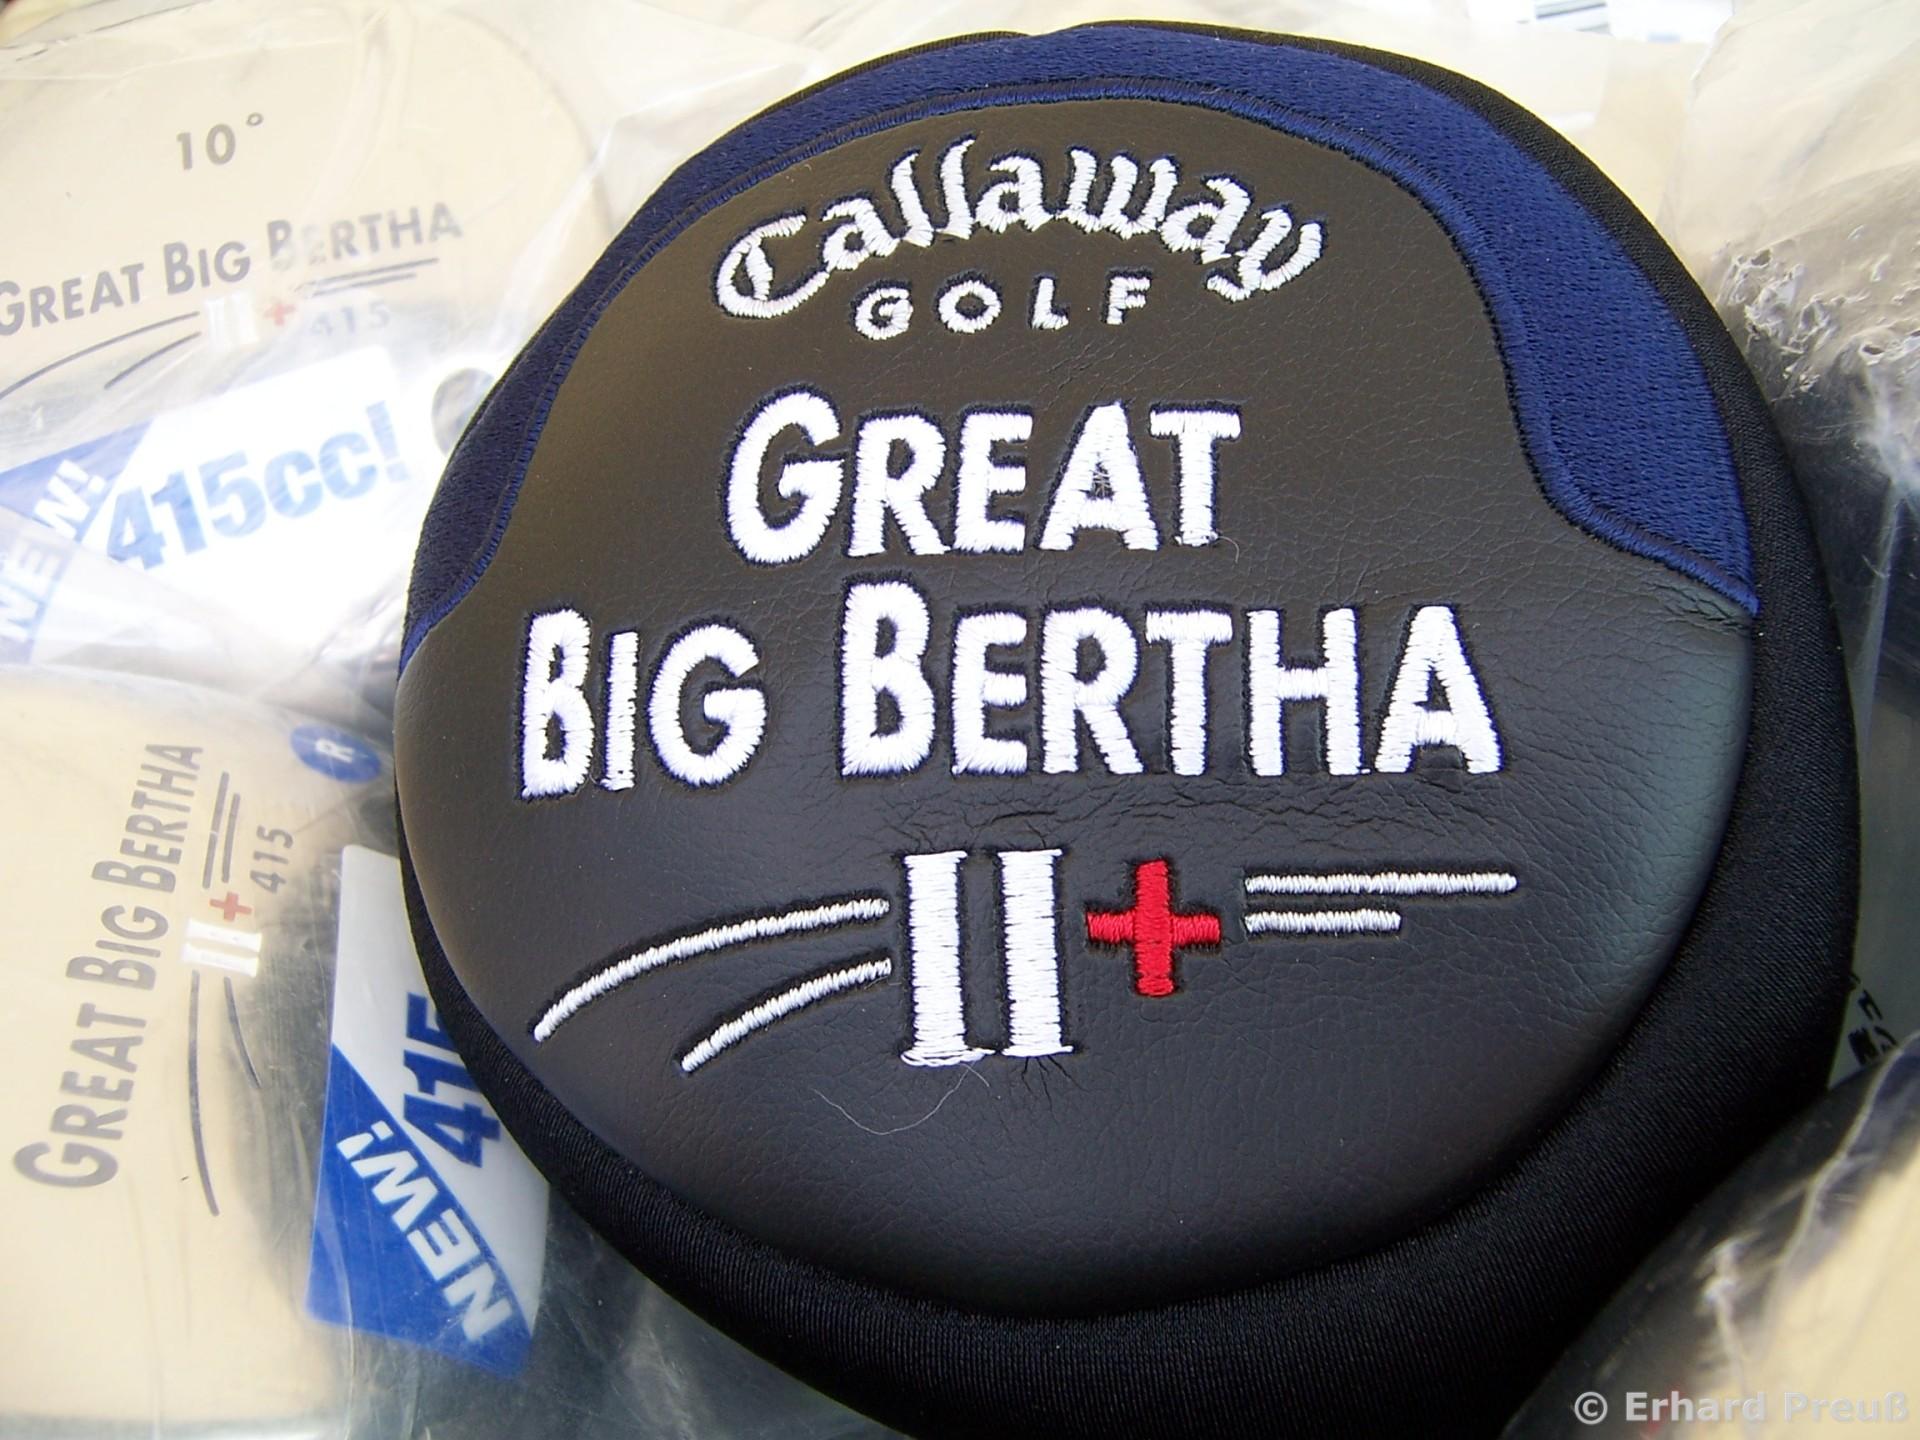 Callaway
GOLF
GREAT
BIG BERTHA
II+
10°
GREAT BIG BERTHA
II+ 415
NEW!
415cc!
NEW
R
GREAT BIG BERTHA
II+ 415
415
NEW!
© Erhard Preuß